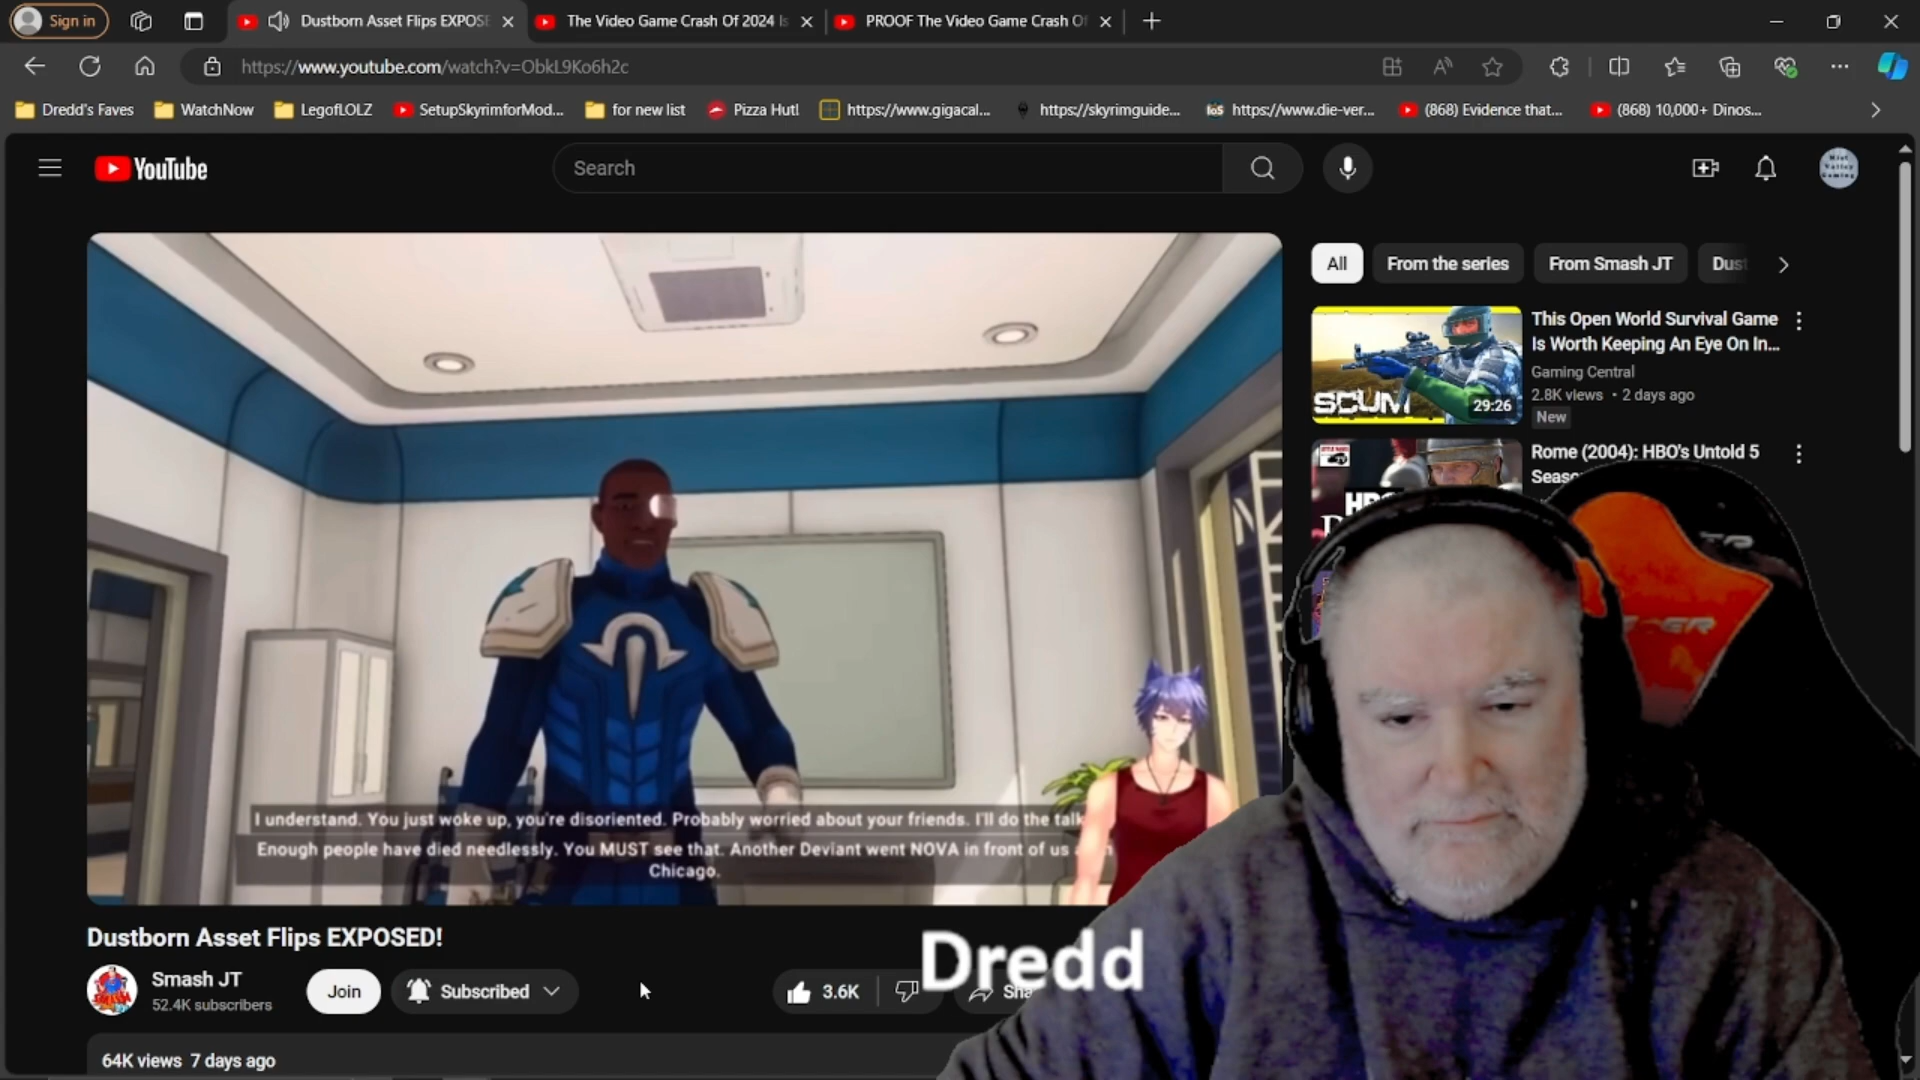 Sign in
Dustborn Asset Flips EXPOSE
The Video Game Crash Of 2024 Is
PROOF The Video Game Crash Of
https://www.youtube.com/watch?v=ObkL9Ko6h2c
Dredd's Faves
WatchNow
LegofLOLZ
SetupSkyrimforMod...
for new list
Pizza Hut!
https://www.gigacal...
https://skyrimguide...
https://www.die-ver...
(868) Evidence that...
(868) 10,000+ Dinos...
YouTube
Search
Mist
Valley
Gaming
All
From the series
From Smash JT
Dust
This Open World Survival Game
Is Worth Keeping An Eye On In...
Gaming Central
2.8K views • 2 days ago
New
SCUM
29:26
Rome (2004): HBO's Untold 5
Seas
I understand. You just woke up, you're disoriented. Probably worried about your friends. I'll do the talk
Enough people have died needlessly. You MUST see that. Another Deviant went NOVA in front of us
Chicago.
Dustborn Asset Flips EXPOSED!
Smash JT
52.4K subscribers
Join
Subscribed
3.6K
Sha
Dredd
64K views 7 days ago